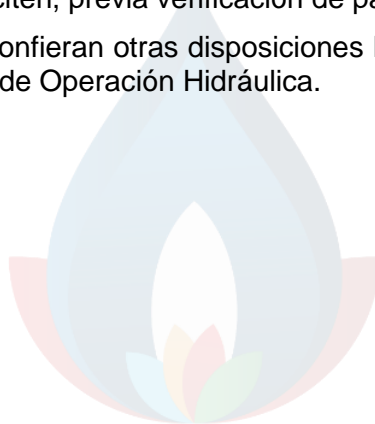 citen, previa verificación de pa
onfieran otras disposiciones
de Operación Hidráulica.